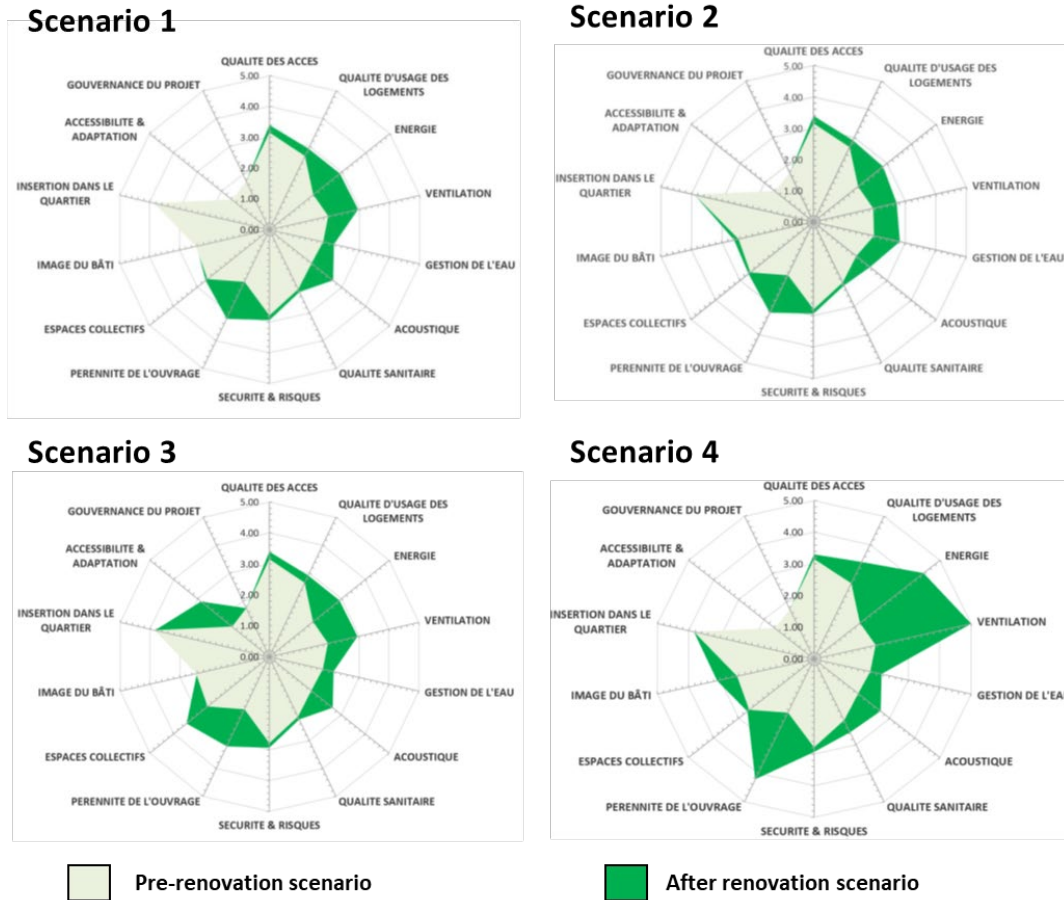 Scenario 1
QUALITE DES ACCES
5.00
GOUVERNANCE DU PROJET
QUALITE D'USAGE DES
LOGEMENTS
4.00
ACCESSIBILITE &
ADAPTATION
ENERGIE
3.00
2.00
INSERTION DANS LE
QUARTIER
VENTILATION
1.00
0.00
IMAGE DU BÂTI
GESTION DE L'EAU
ESPACES COLLECTIFS
ACOUSTIQUE
PERENNITE DE L'OUVRAGE
QUALITE SANITAIRE
SECURITE & RISQUES
Scenario 2
QUALITE DES ACCES
5.00
GOUVERNANCE DU PROJET
QUALITE D'USAGE DES
LOGEMENTS
4.00
ACCESSIBILITE &
ADAPTATION
ENERGIE
3.00
2.00
INSERTION DANS LE
QUARTIER
VENTILATION
1.00
0.00
IMAGE DU BÂTI
GESTION DE L'EAU
ESPACES COLLECTIFS
ACOUSTIQUE
PERENNITE DE L'OUVRAGE
QUALITE SANITAIRE
SECURITE & RISQUES
Scenario 3
QUALITE DES ACCES
5.00
GOUVERNANCE DU PROJET
QUALITE D'USAGE DES
LOGEMENTS
4.00
ACCESSIBILITE &
ADAPTATION
ENERGIE
3.00
2.00
INSERTION DANS LE
QUARTIER
VENTILATION
1.00
0.00
IMAGE DU BÂTI
GESTION DE L'EAU
ESPACES COLLECTIFS
ACOUSTIQUE
PERENNITE DE L'OUVRAGE
QUALITE SANITAIRE
SECURITE & RISQUES
Scenario 4
QUALITE DES ACCES
5.00
GOUVERNANCE DU PROJET
QUALITE D'USAGE DES
LOGEMENTS
4.00
ACCESSIBILITE &
ADAPTATION
ENERGIE
3.00
2.00
INSERTION DANS LE
QUARTIER
VENTILATION
1.00
0.00
IMAGE DU BÂTI
GESTION DE L'EA
ESPACES COLLECTIFS
ACOUSTIQUE
PERENNITE DE L'OUVRAGE
QUALITE SANITAIRE
SECURITE & RISQUES
Pre-renovation scenario
After renovation scenario